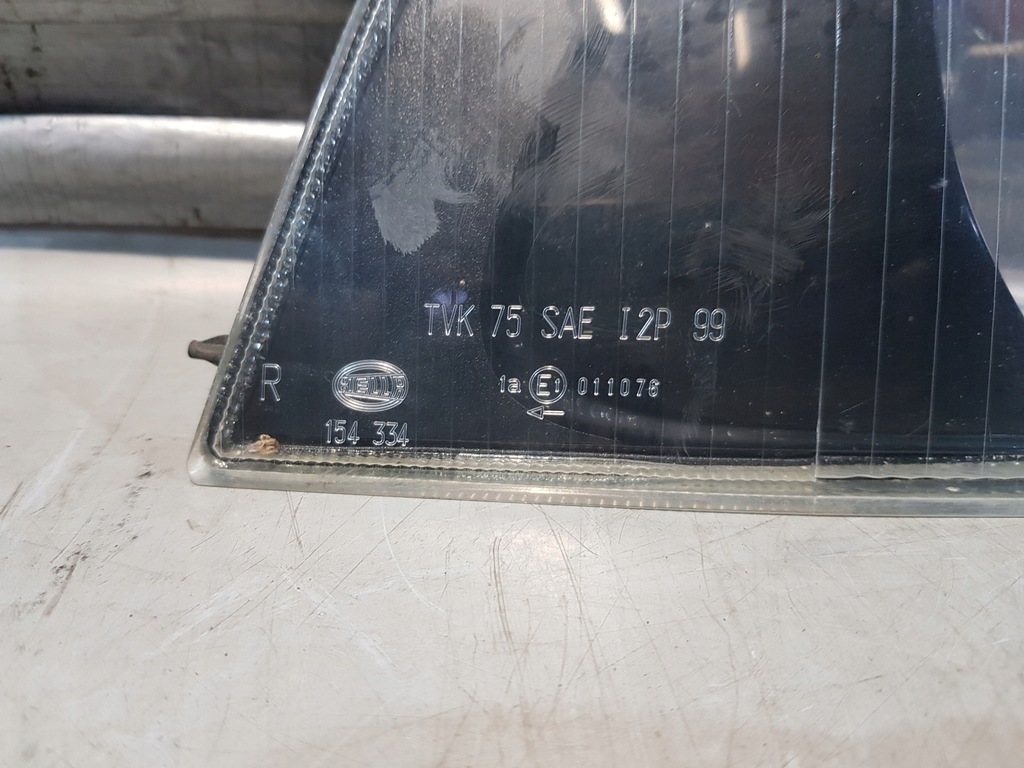 TVK 75 SAE I2P 99
R HELLA 1a E1 011076
154 334